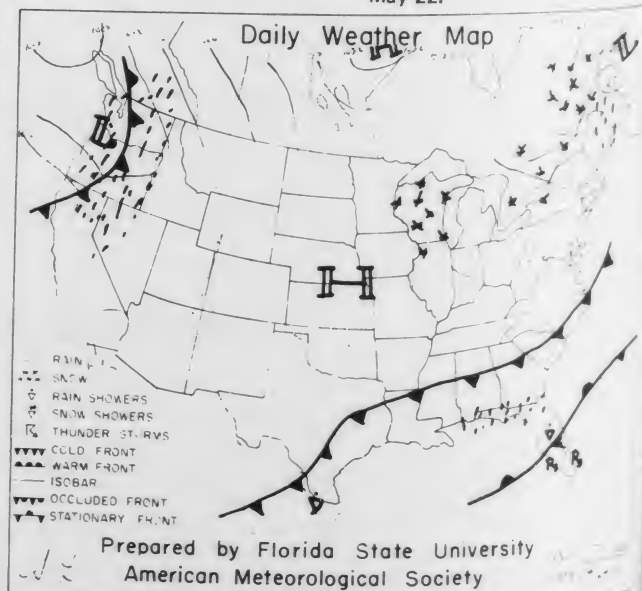 May 22.
Daily Weather Map
H
RAIN
SNOW
RAIN SHOWERS
SNOW SHOWERS
THUNDER STORMS
COLD FRONT
WARM FRONT
ISOBAR
OCCLUDED FRONT
STATIONARY FRONT
Prepared by Florida State University
American Meteorological Society